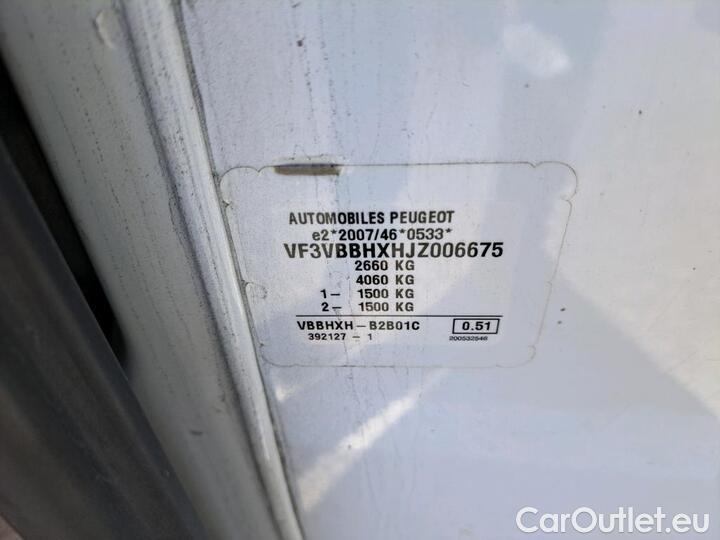 AUTOMOBILES PEUGEOT
e2*2007/46*0533*
VF3VBBHXHJZ006675
2660 KG
4060 KG
1- 1500 KG
2- 1500 KG
VBBHXH-B2B01C 0.51
392127-1 200532546
CarOutlet.eu